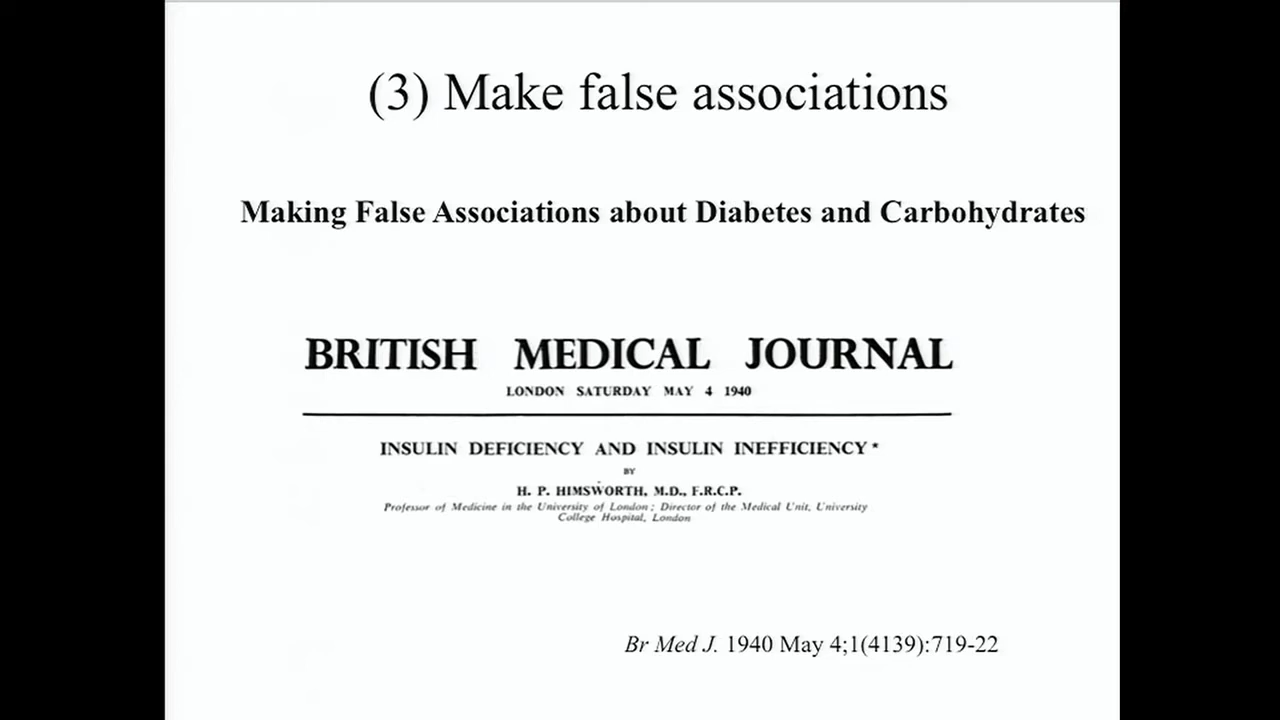 (3) Make false associations
Making False Associations about Diabetes and Carbohydrates
BRITISH MEDICAL JOURNAL
LONDON SATURDAY MAY 4 1940
INSULIN DEFICIENCY AND INSULIN INEFFICIENCY*
BY
H. P. HIMSWORTH, M.D., F.R.C.P.
Professor of Medicine in the University of London; Director of the Medical Unit, University
College Hospital, London
Br Med J. 1940 May 4;1(4139):719-22